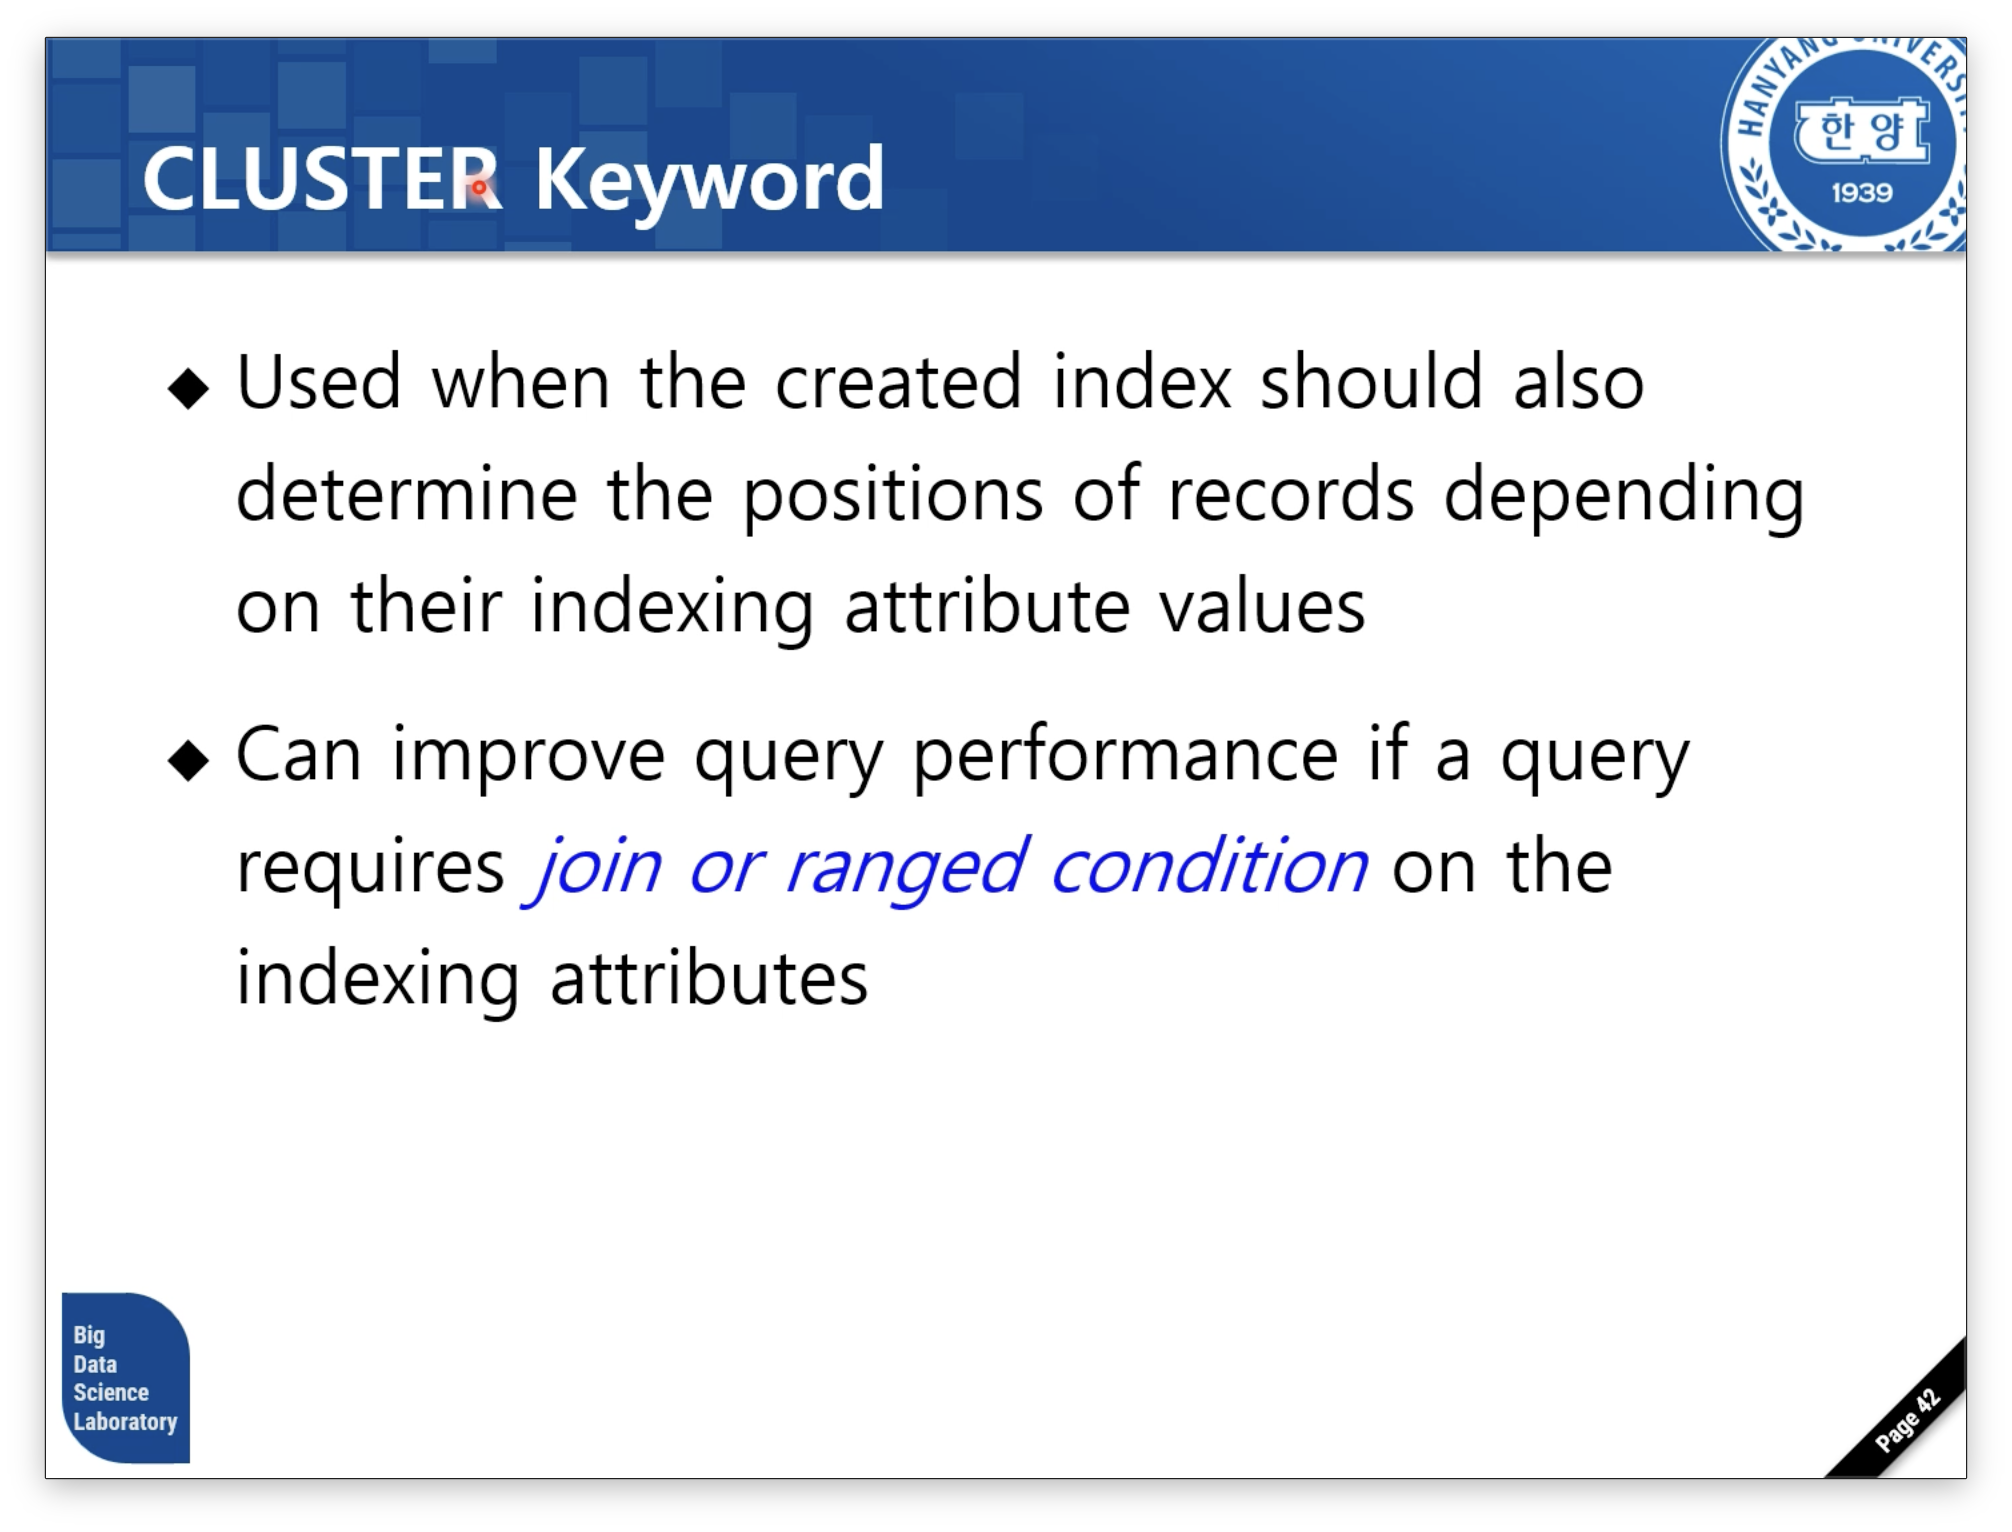 CLUSTER Keyword
HANYANG UNIVERSIT
한양
1939
◆ Used when the created index should also
determine the positions of records depending
on their indexing attribute values
◆ Can improve query performance if a query
requires join or ranged condition on the
indexing attributes
Big
Data
Science
Laboratory
Page 42